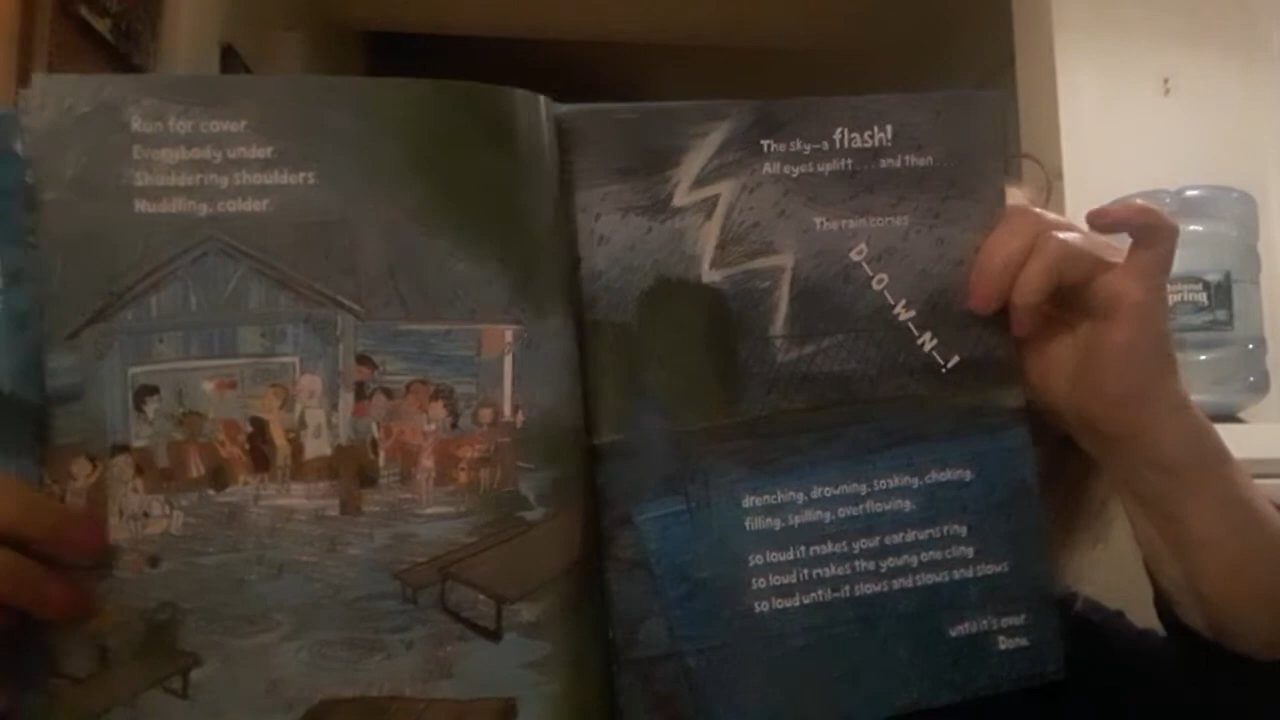 Run for cover.
Everybody under.
Shuddering shoulders.
Huddling, colder.
The sky—a flash!
All eyes uplift . . . and then . . . .
The rain comes
D—O—W—N—!
drenching, drowning, soaking, choking,
filling, spilling, overflowing,
so loud it makes your eardrums ring
so loud it makes the young one cling
so loud until—it slows and slows and slows
until it's over.
Done.
pring